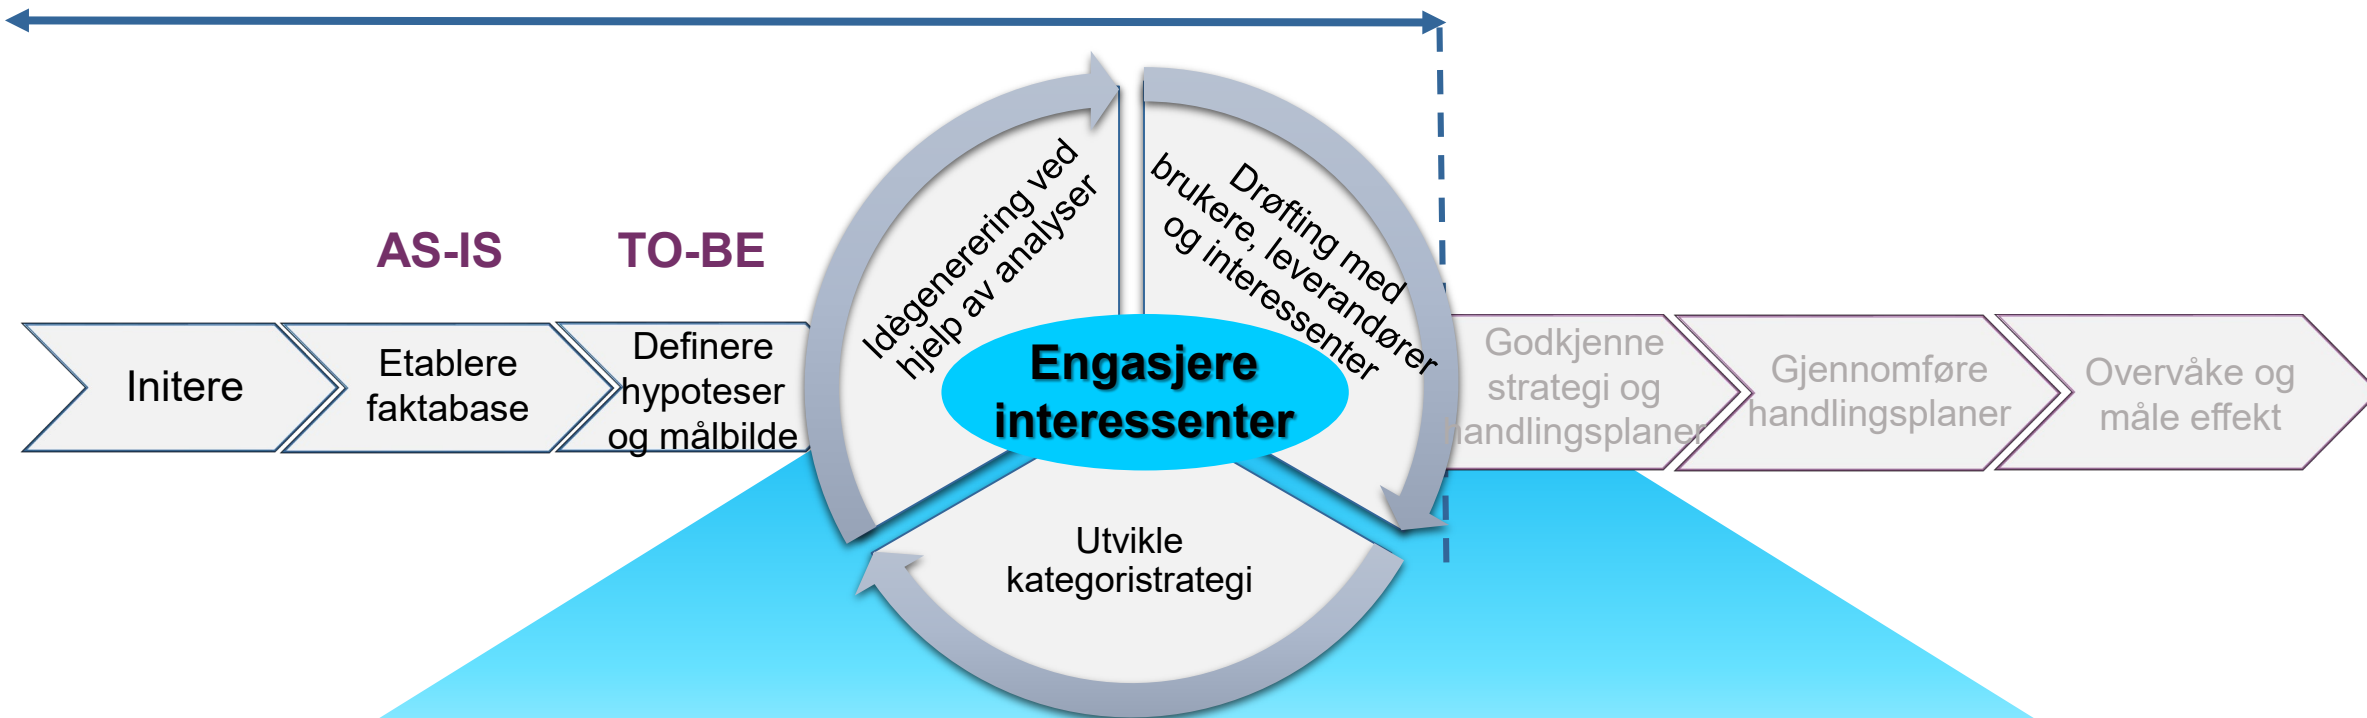 AS-IS
TO-BE
Initere
Etablere
faktabase
Definere
hypoteser
og målbilde
Idègenerering ved
hjelp av analyser
Drøfting med
brukere, leverandører
og interessenter
Engasjere
interessenter
Utvikle
kategoristrategi
Godkjenne
strategi og
handlingsplaner
Gjennomføre
handlingsplaner
Overvåke og
måle effekt